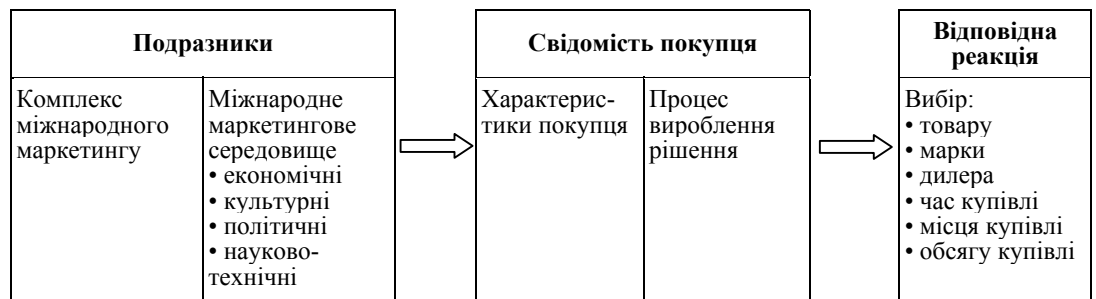 Подразники
Комплекс
міжнародного
маркетингу
Міжнародне
маркетингове
середовище
• економічні
• культурні
• політичні
• науково-
технічні
Свідомість покупця
Характерис-
тики покупця
Процес
вироблення
рішення
Відповідна
реакція
Вибір:
• товару
• марки
• дилера
• час купівлі
• місця купівлі
• обсягу купівлі